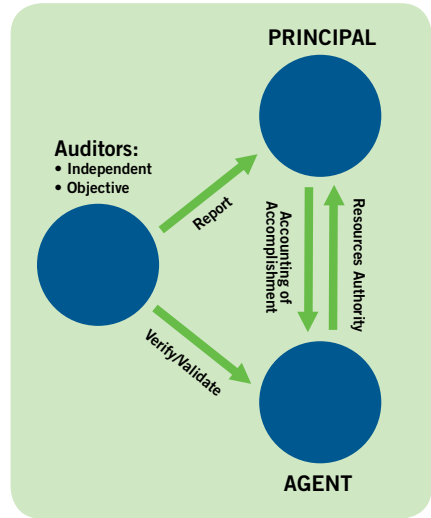 PRINCIPAL
Auditors:
• Independent
• Objective
Report
Accounting of
Accomplishment
Resources Authority
Verify/Validate
AGENT